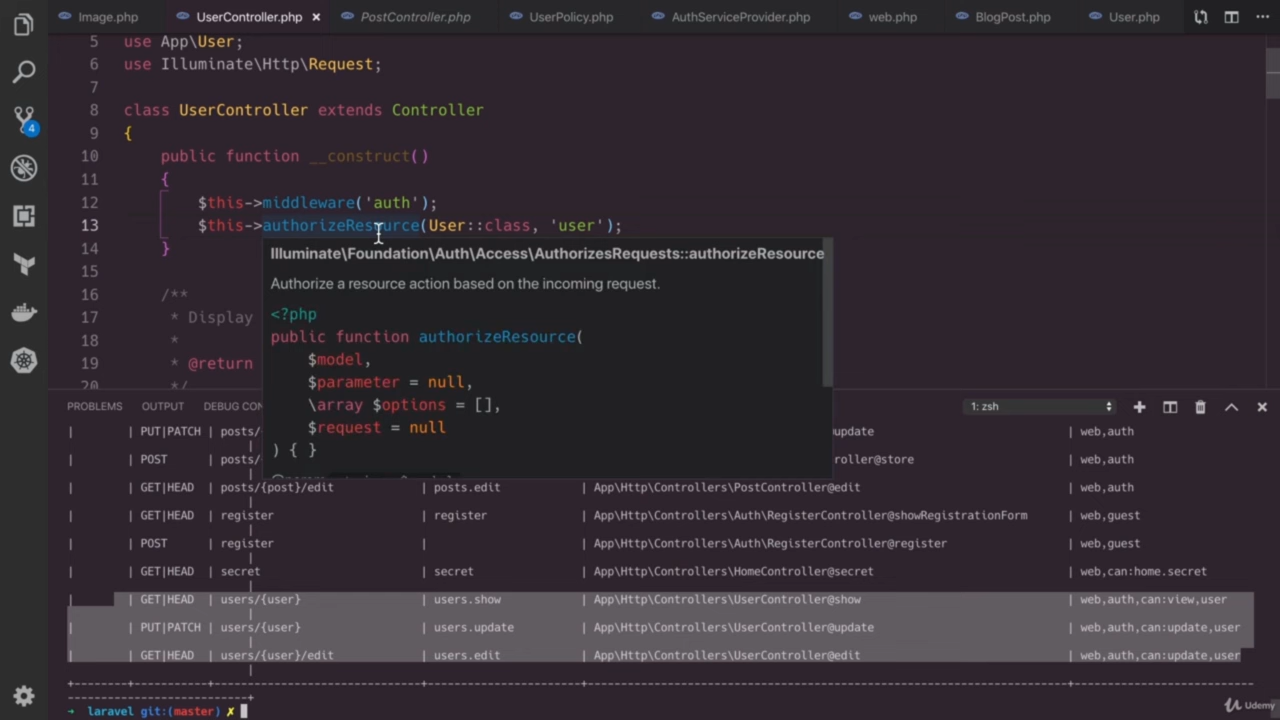 Image.php UserController.php × PostController.php UserPolicy.php AuthServiceProvider.php web.php BlogPost.php User.php
5 use App\User;
6 use Illuminate\Http\Request;
7
8 class UserController extends Controller
9 {
10 public function __construct()
11 {
12 $this->middleware('auth');
13 $this->authorizeResource(User::class, 'user');
14 }
15
16 /**
17 * Display
18 *
19 * @return
20 */
Illuminate\Foundation\Auth\Access\AuthorizesRequests::authorizeResource
Authorize a resource action based on the incoming request.
<?php
public function authorizeResource(
$model,
$parameter = null,
\array $options = [],
$request = null
) { }
4
PROBLEMS OUTPUT DEBUG CON 1: zsh
| | PUT|PATCH | posts/ update | web,auth
| | POST | posts/ roller@store | web,auth
| | GET|HEAD | posts/{post}/edit | posts.edit | App\Http\Controllers\PostController@edit | web,auth
| | GET|HEAD | register | register | App\Http\Controllers\Auth\RegisterController@showRegistrationForm | web,guest
| | POST | register | | App\Http\Controllers\Auth\RegisterController@register | web,guest
| | GET|HEAD | secret | secret | App\Http\Controllers\HomeController@secret | web,can:home.secret
| | GET|HEAD | users/{user} | users.show | App\Http\Controllers\UserController@show | web,auth,can:view,user
| | PUT|PATCH | users/{user} | users.update | App\Http\Controllers\UserController@update | web,auth,can:update,user
| | GET|HEAD | users/{user}/edit | users.edit | App\Http\Controllers\UserController@edit | web,auth,can:update,user
→ laravel git:(master) ✗
Udemy